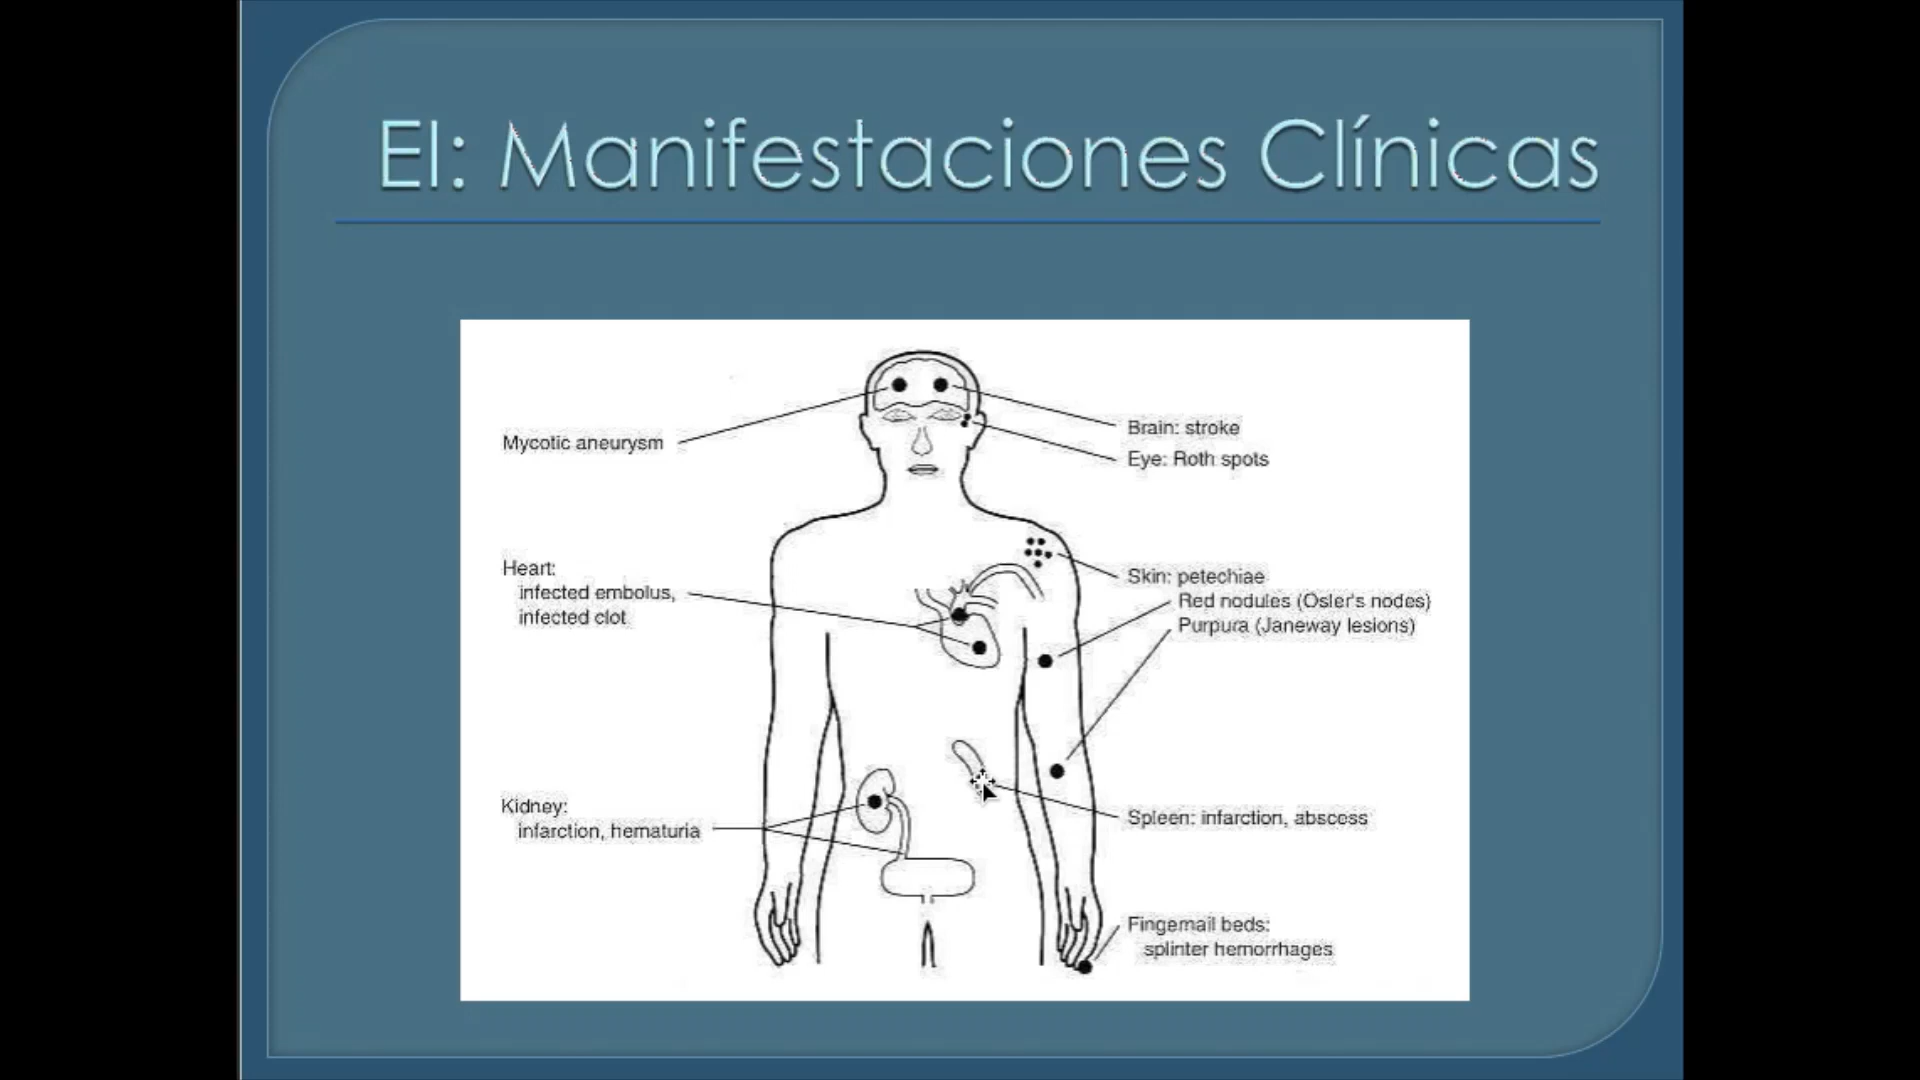 EI: Manifestaciones Clínicas
Mycotic aneurysm
Brain: stroke
Eye: Roth spots
Heart:
infected embolus,
infected clot
Skin: petechiae
Red nodules (Osler's nodes)
Purpura (Janeway lesions)
Kidney:
infarction, hematuria
Spleen: infarction, abscess
Fingernail beds:
splinter hemorrhages